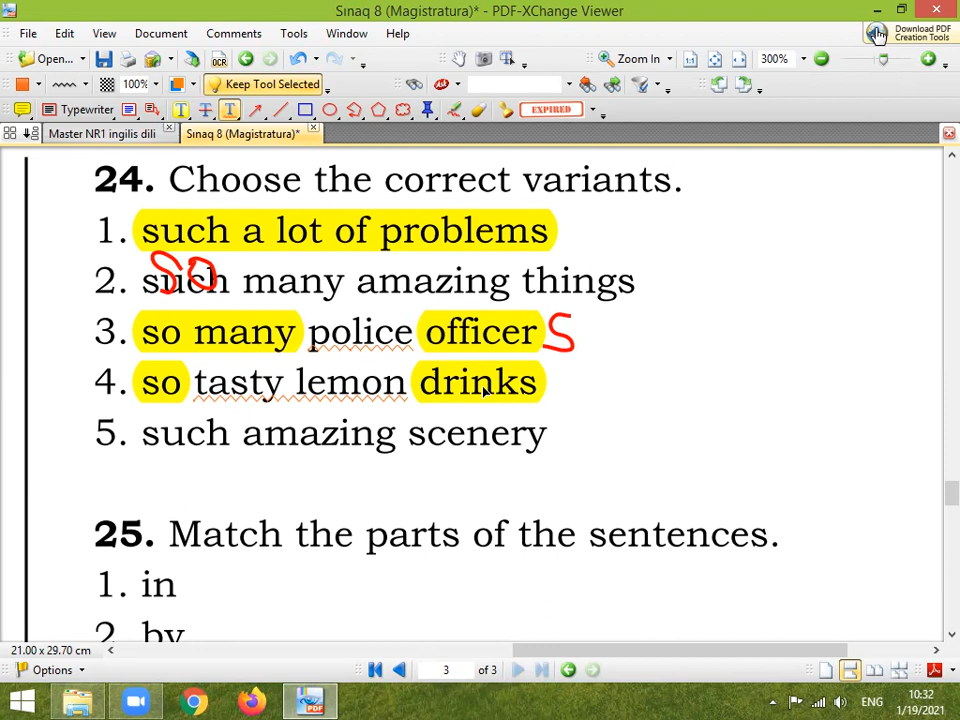 Sınaq 8 (Magistratura)* - PDF-XChange Viewer
File Edit View Document Comments Tools Window Help
Download PDF Creation Tools
Open... OCR Zoom In 300%
100% Keep Tool Selected
Typewriter EXPIRED
Master NR1 ingilis dili Sınaq 8 (Magistratura)*
24. Choose the correct variants.
1. such a lot of problems
so
2. such many amazing things
3. so many police officer S
4. so tasty lemon drinks
5. such amazing scenery
25. Match the parts of the sentences.
1. in
2. by
21.00 x 29.70 cm
Options 3 of 3
ENG 10:32
1/19/2021